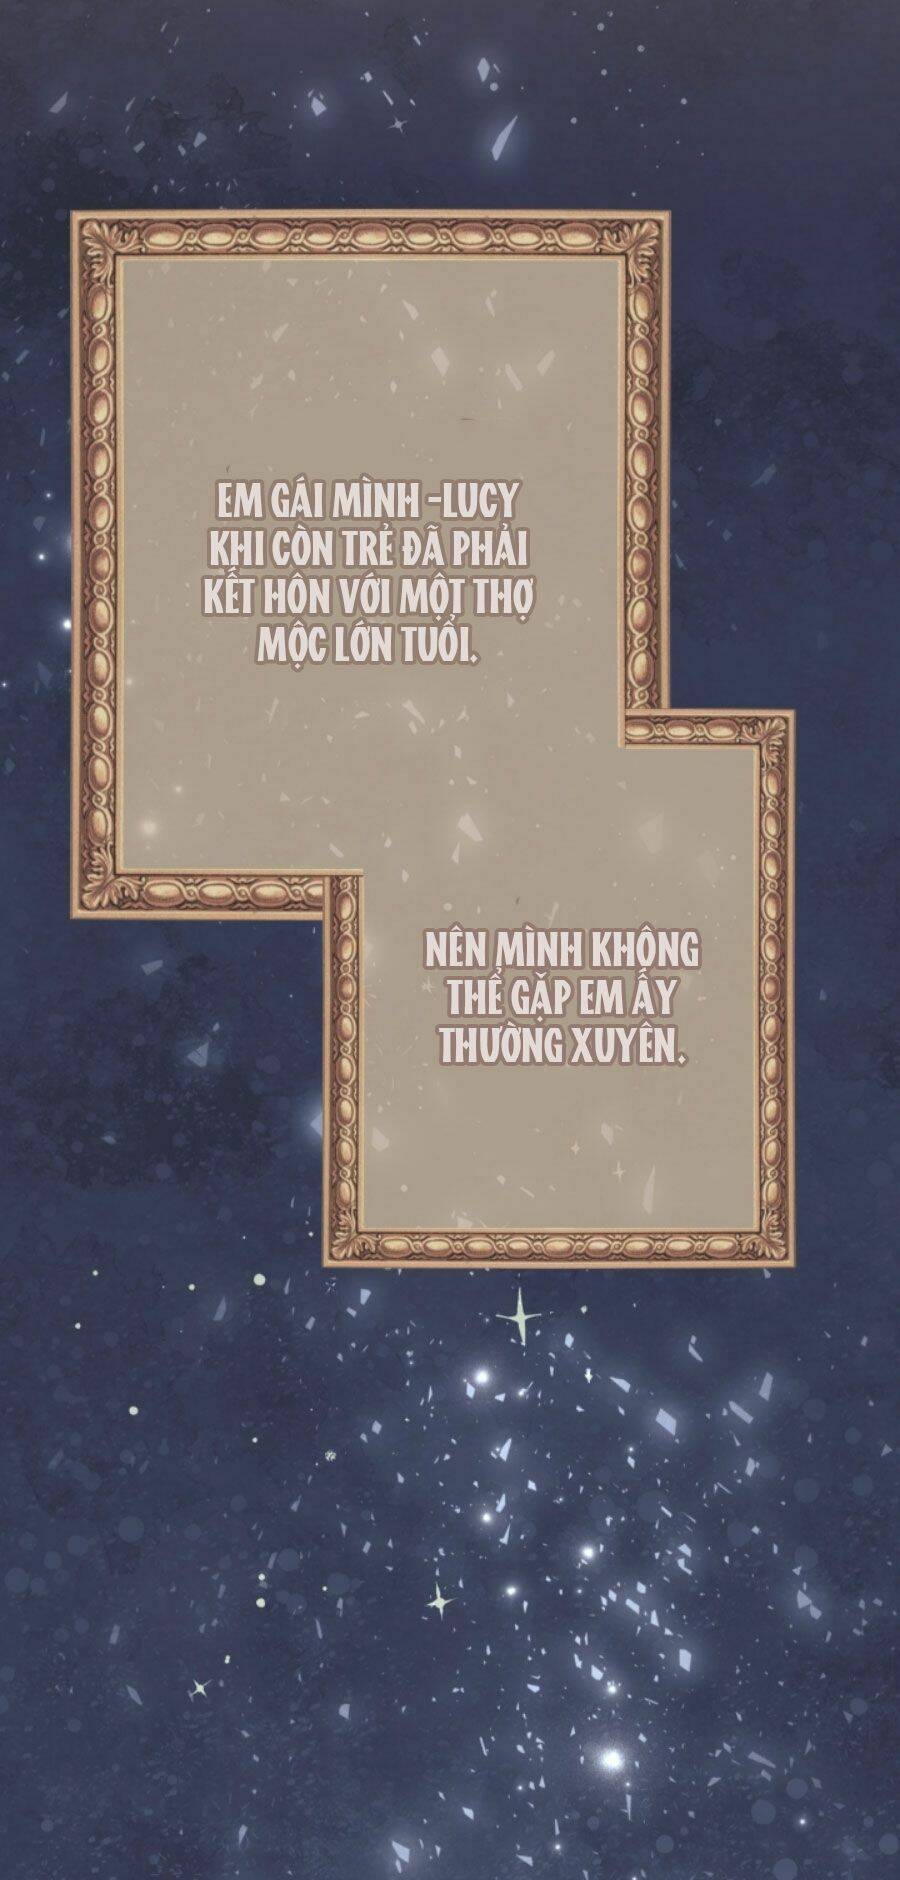 EM GÁI MÌNH -LUCY
KHI CÒN TRẺ ĐÃ PHẢI
KẾT HÔN VỚI MỘT THỢ
MỘC LỚN TUỔI.
NÊN MÌNH KHÔNG
THỂ GẶP EM ẤY
THƯỜNG XUYÊN.